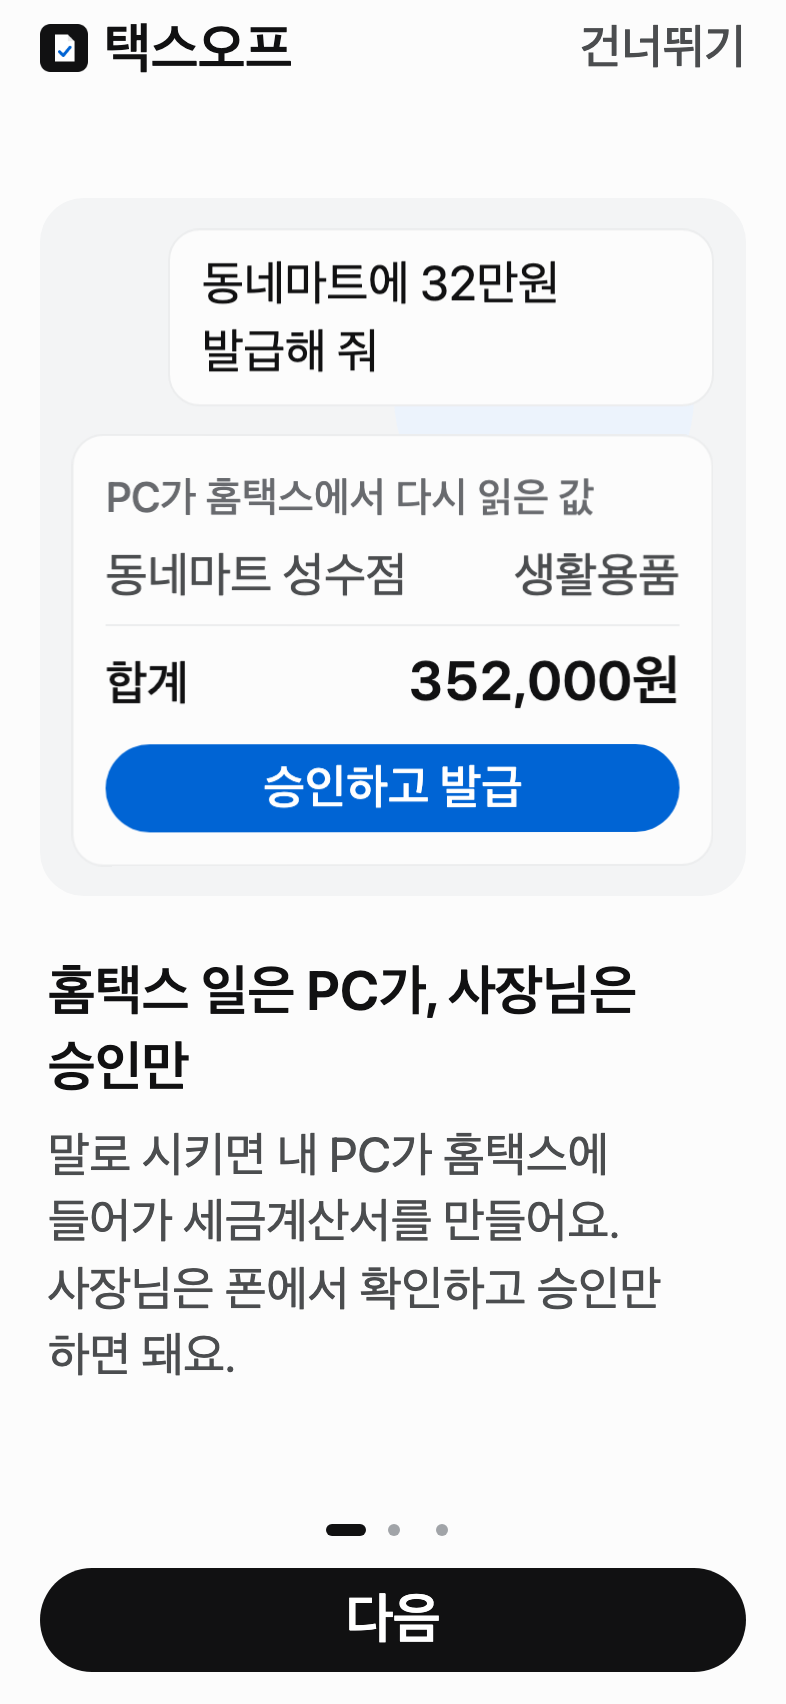 택스오프
건너뛰기
동네마트에 32만원
발급해 줘
PC가 홈택스에서 다시 읽은 값
동네마트 성수점 생활용품
합계 352,000원
승인하고 발급
홈택스 일은 PC가, 사장님은
승인만
말로 시키면 내 PC가 홈택스에
들어가 세금계산서를 만들어요.
사장님은 폰에서 확인하고 승인만
하면 돼요.
다음